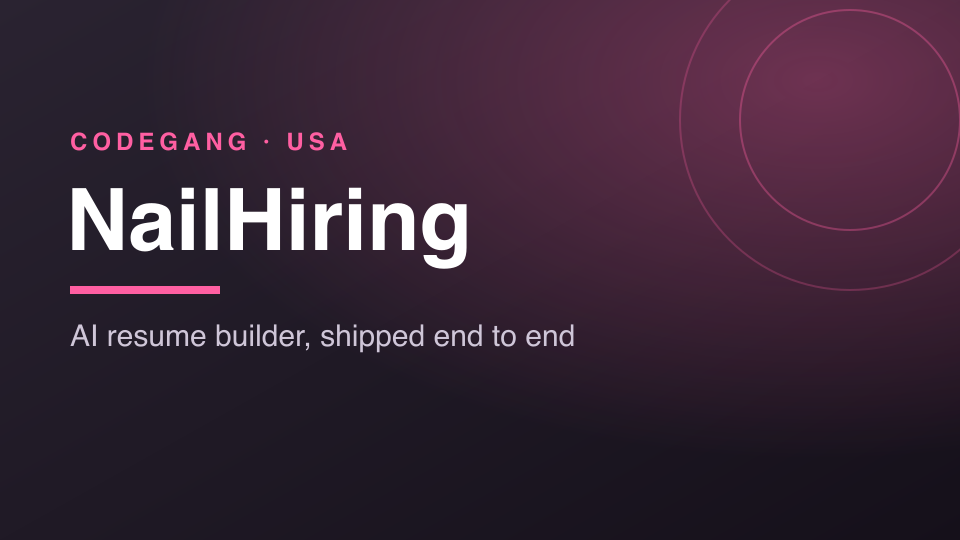 CODEGANG · USA
NailHiring
AI resume builder, shipped end to end